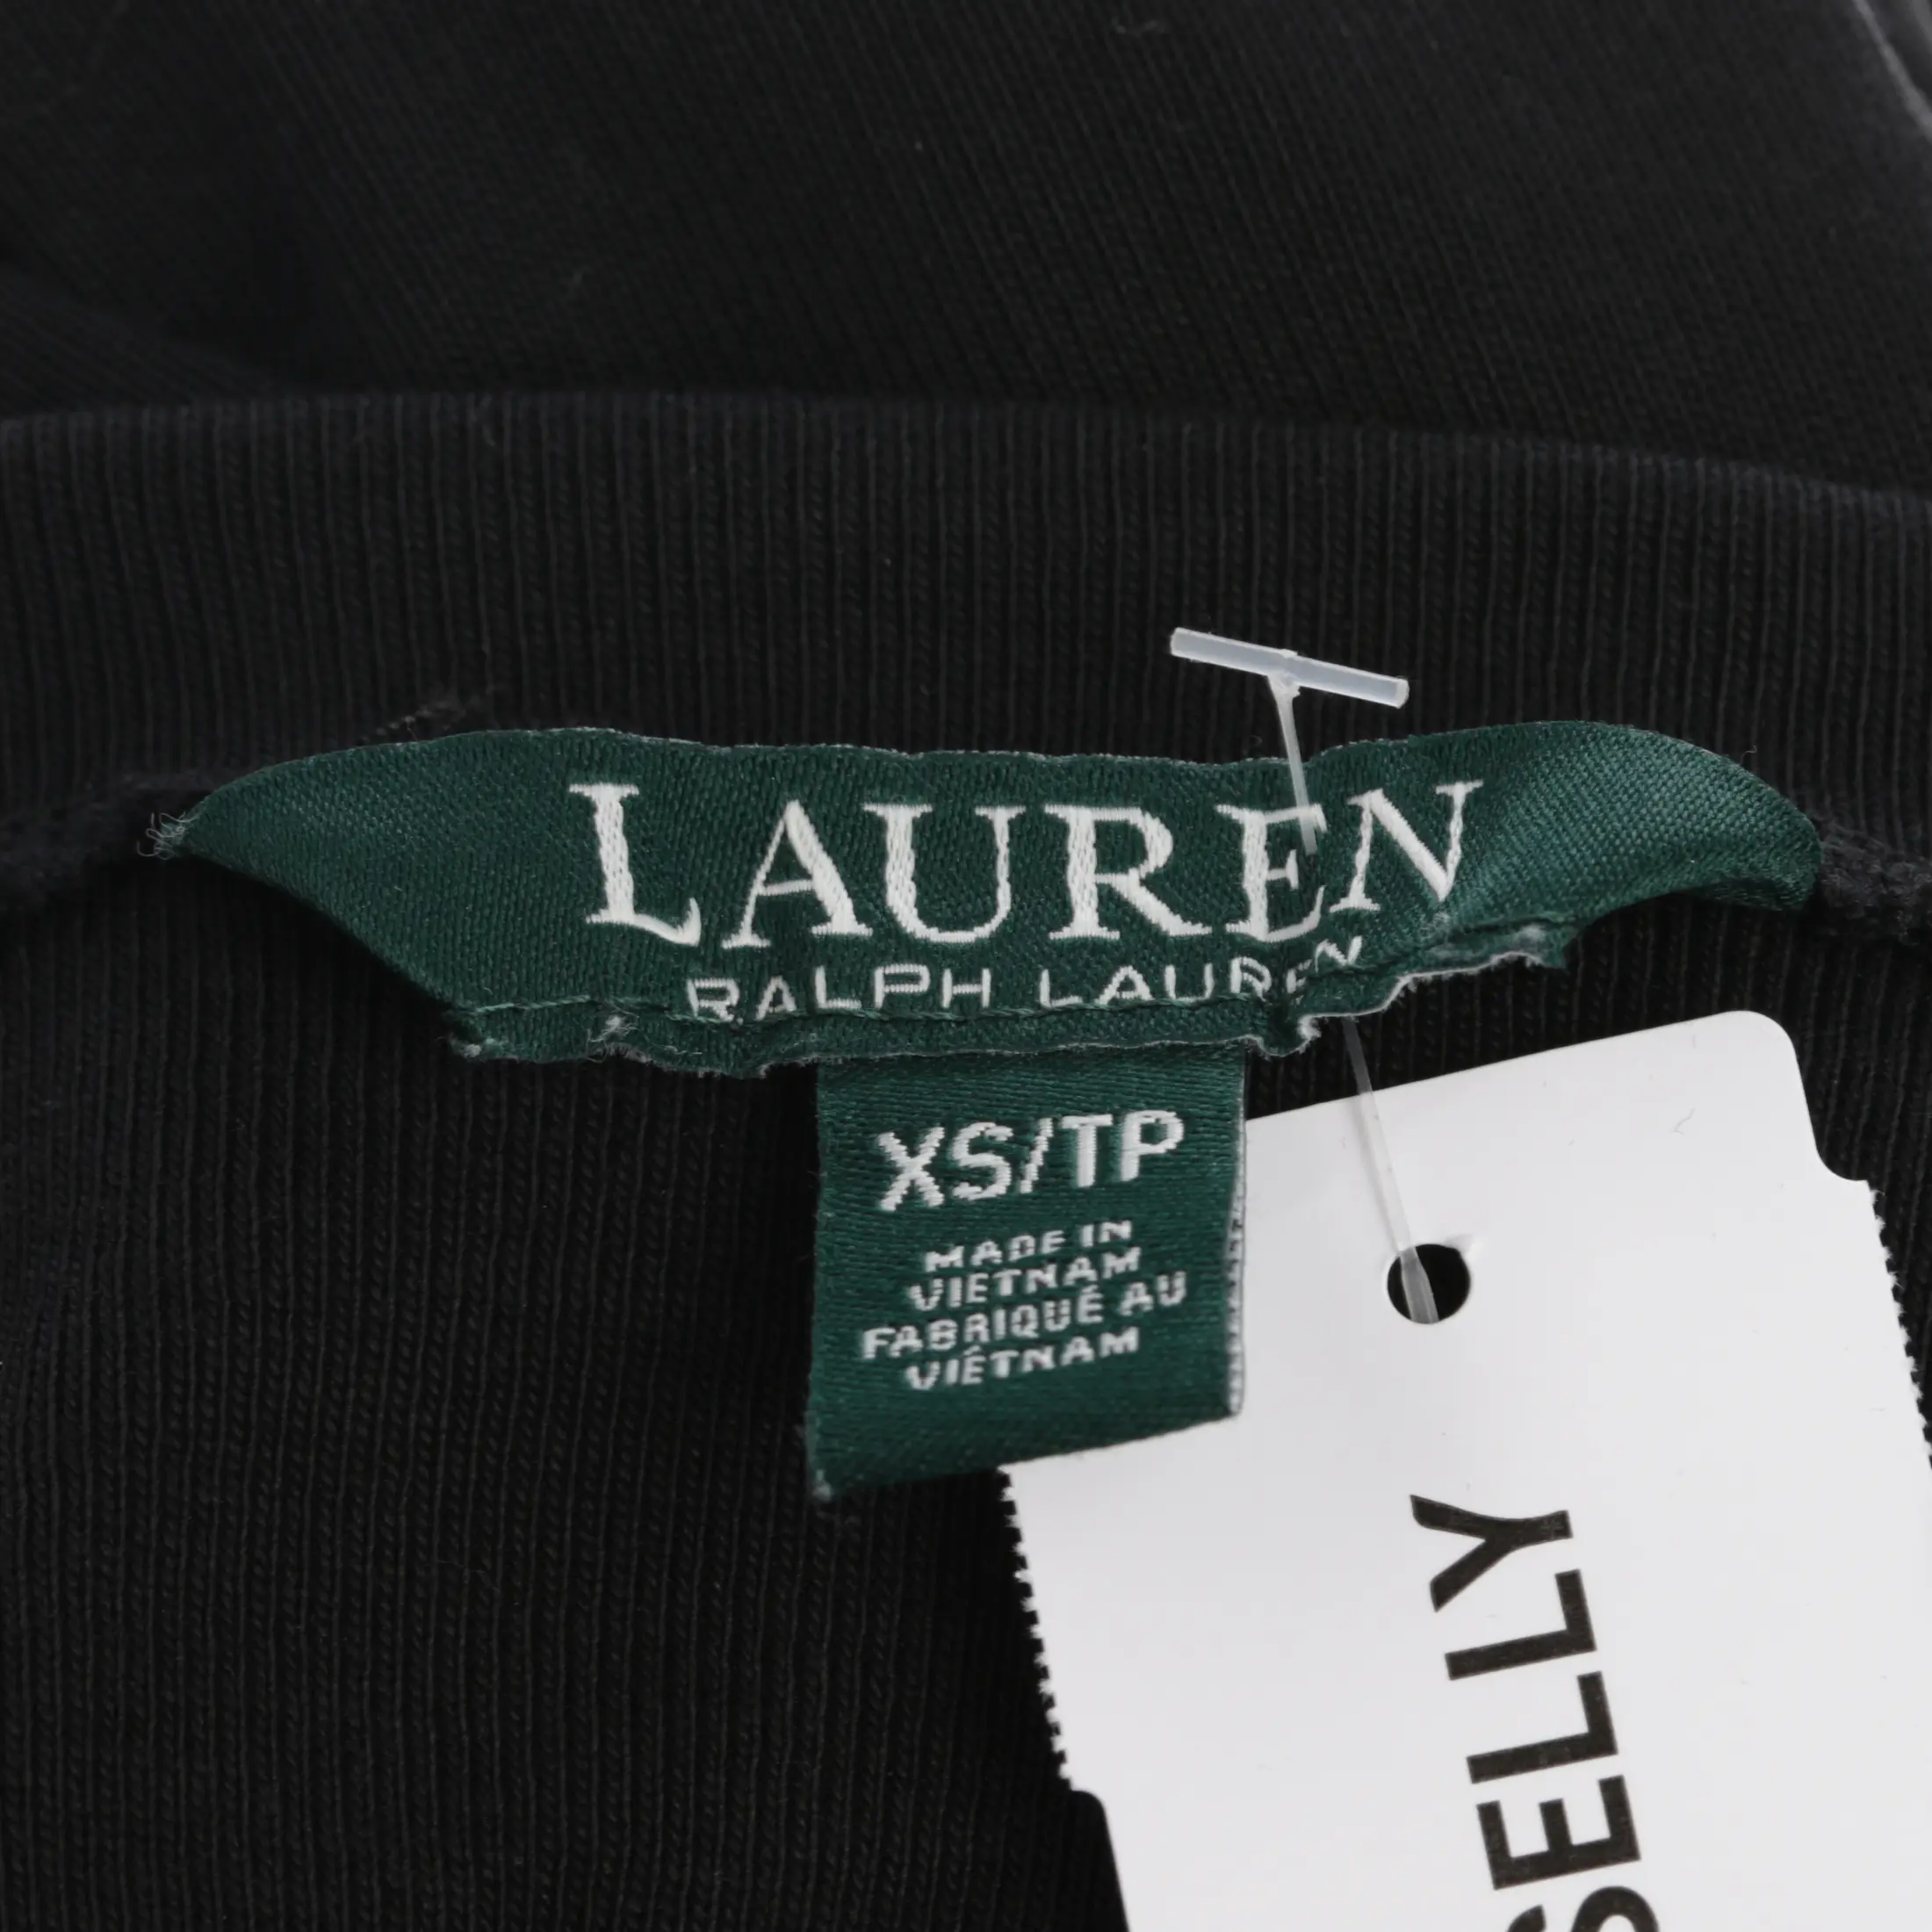 LAUREN
RALPH LAUREN
XS/TP
MADE IN
VIETNAM
FABRIQUÉ AU
VIÊTNAM
SELLY